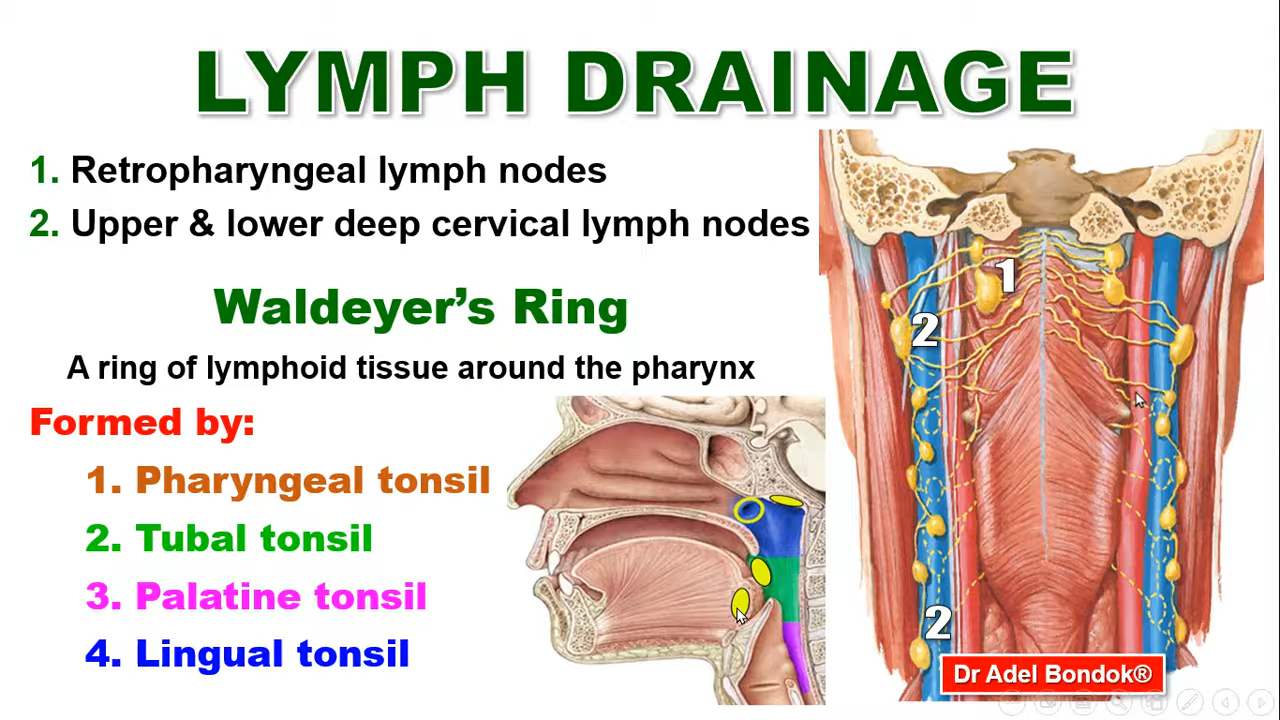 LYMPH DRAINAGE
1. Retropharyngeal lymph nodes
2. Upper & lower deep cervical lymph nodes
Waldeyer’s Ring
A ring of lymphoid tissue around the pharynx
Formed by:
1. Pharyngeal tonsil
2. Tubal tonsil
3. Palatine tonsil
4. Lingual tonsil
1
2
2
Dr Adel Bondok®